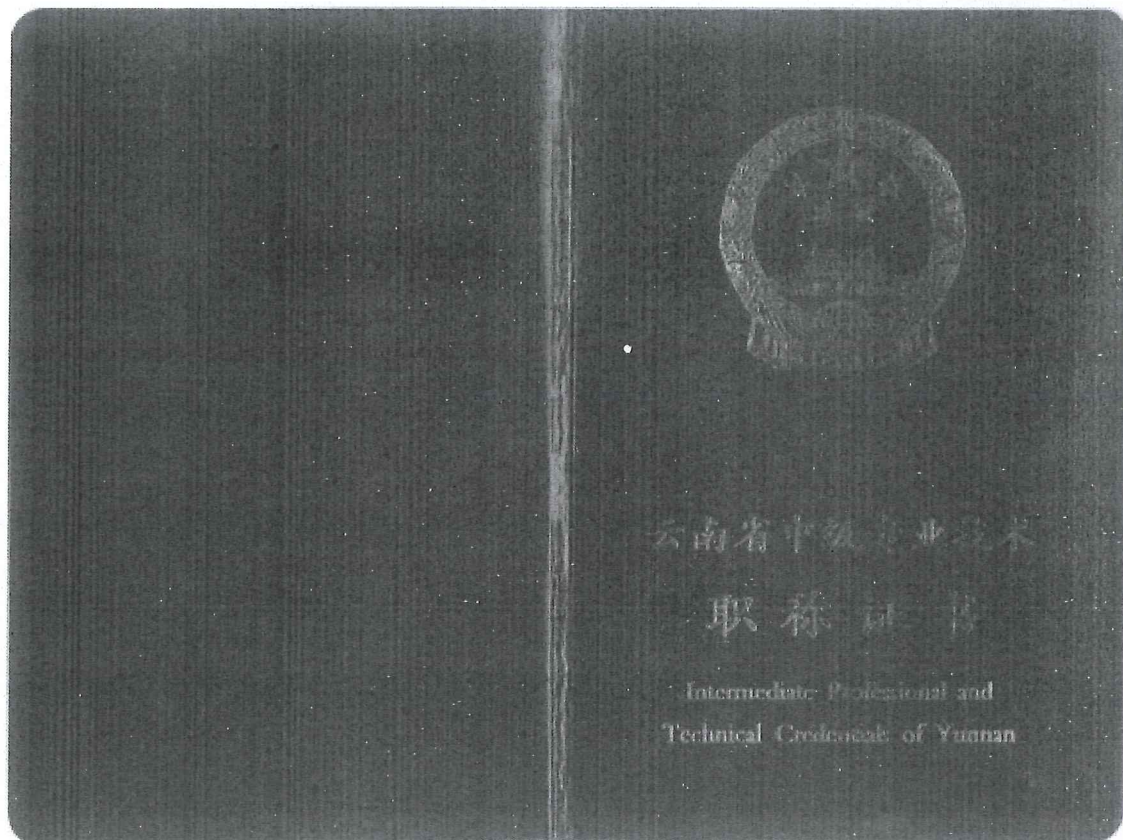 云南省中级专业技术
职称证书
Intermediate Professional and
Technical Credentials of Yunnan